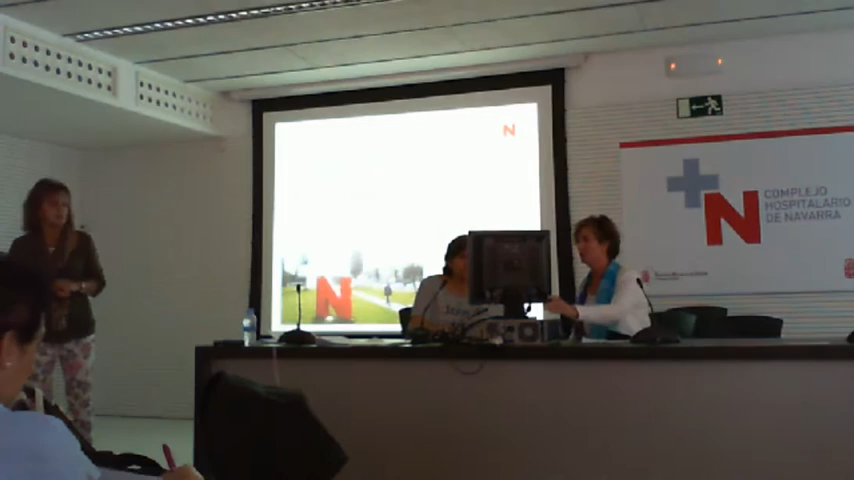 N
N
COMPLEJO
HOSPITALARIO
DE NAVARRA
N